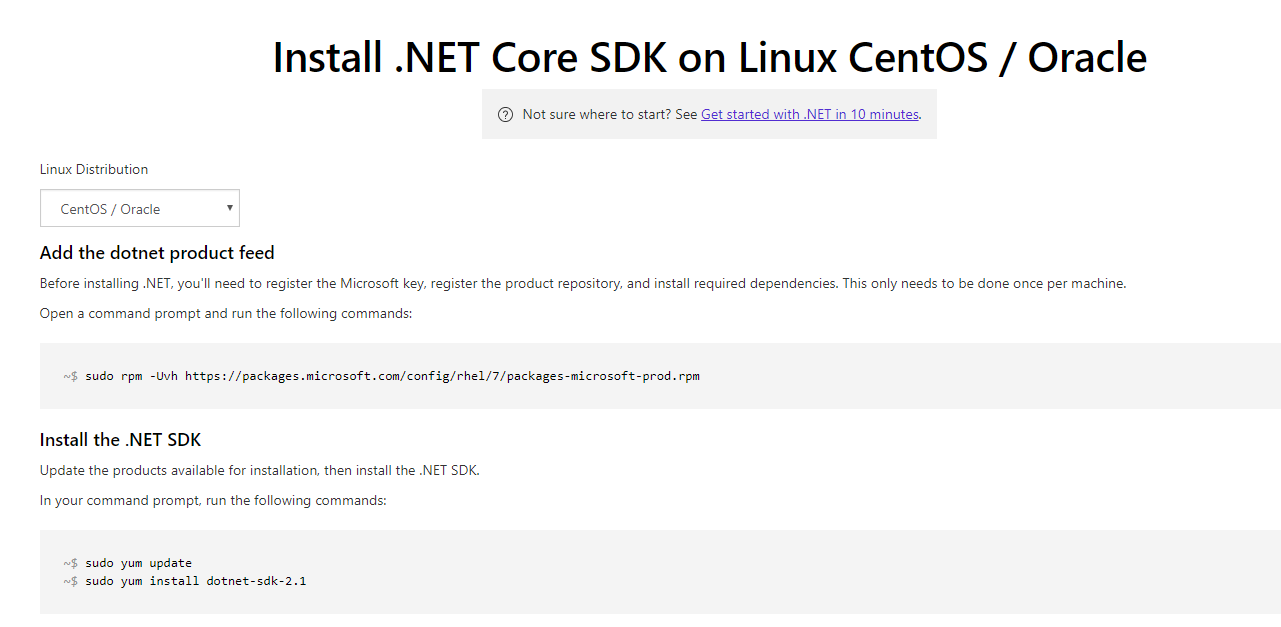 Install .NET Core SDK on Linux CentOS / Oracle
Not sure where to start? See Get started with .NET in 10 minutes.
Linux Distribution
CentOS / Oracle
Add the dotnet product feed
Before installing .NET, you'll need to register the Microsoft key, register the product repository, and install required dependencies. This only needs to be done once per machine.
Open a command prompt and run the following commands:
~$ sudo rpm -Uvh https://packages.microsoft.com/config/rhel/7/packages-microsoft-prod.rpm
Install the .NET SDK
Update the products available for installation, then install the .NET SDK.
In your command prompt, run the following commands:
~$ sudo yum update
~$ sudo yum install dotnet-sdk-2.1